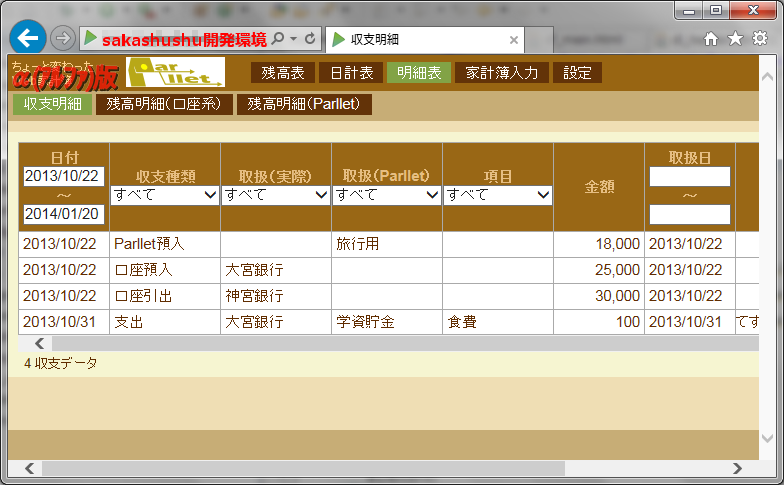 sakashushu開発環境
収支明細
ちょっと変わった
α(アルファ)版
Parllet
残高表 日計表 明細表 家計簿入力 設定
収支明細 残高明細(口座系) 残高明細(Parllet)
日付 収支種類 取扱(実際) 取扱(Parllet) 項目 金額 取扱日
2013/10/22 ～ 2014/01/20 すべて すべて すべて すべて ～
2013/10/22 Parllet預入 旅行用 18,000 2013/10/22
2013/10/22 口座預入 大宮銀行 25,000 2013/10/22
2013/10/22 口座引出 神宮銀行 30,000 2013/10/22
2013/10/31 支出 大宮銀行 学資貯金 食費 100 2013/10/31 てす
4 収支データ